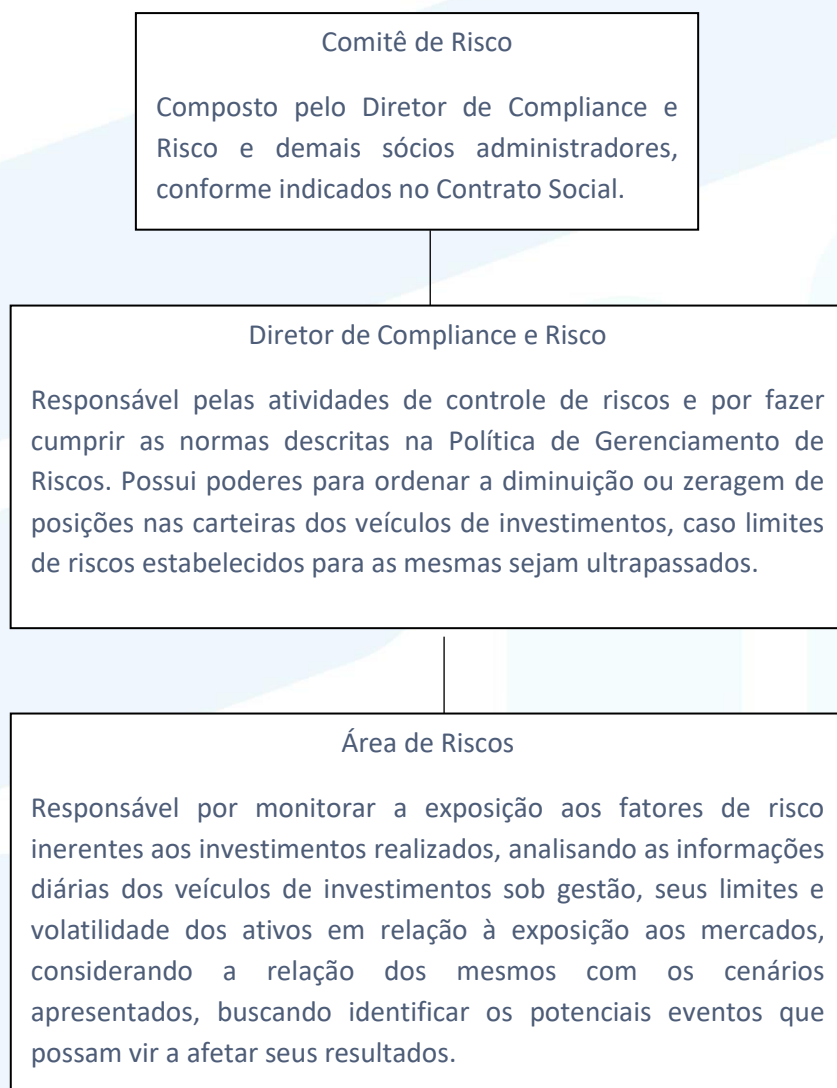 Comitê de Risco
Composto pelo Diretor de Compliance e
Risco e demais sócios administradores,
conforme indicados no Contrato Social.
Diretor de Compliance e Risco
Responsável pelas atividades de controle de riscos e por fazer
cumprir as normas descritas na Política de Gerenciamento de
Riscos. Possui poderes para ordenar a diminuição ou zeragem de
posições nas carteiras dos veículos de investimentos, caso limites
de riscos estabelecidos para as mesmas sejam ultrapassados.
Área de Riscos
Responsável por monitorar a exposição aos fatores de risco
inerentes aos investimentos realizados, analisando as informações
diárias dos veículos de investimentos sob gestão, seus limites e
volatilidade dos ativos em relação à exposição aos mercados,
considerando a relação dos mesmos com os cenários
apresentados, buscando identificar os potenciais eventos que
possam vir a afetar seus resultados.